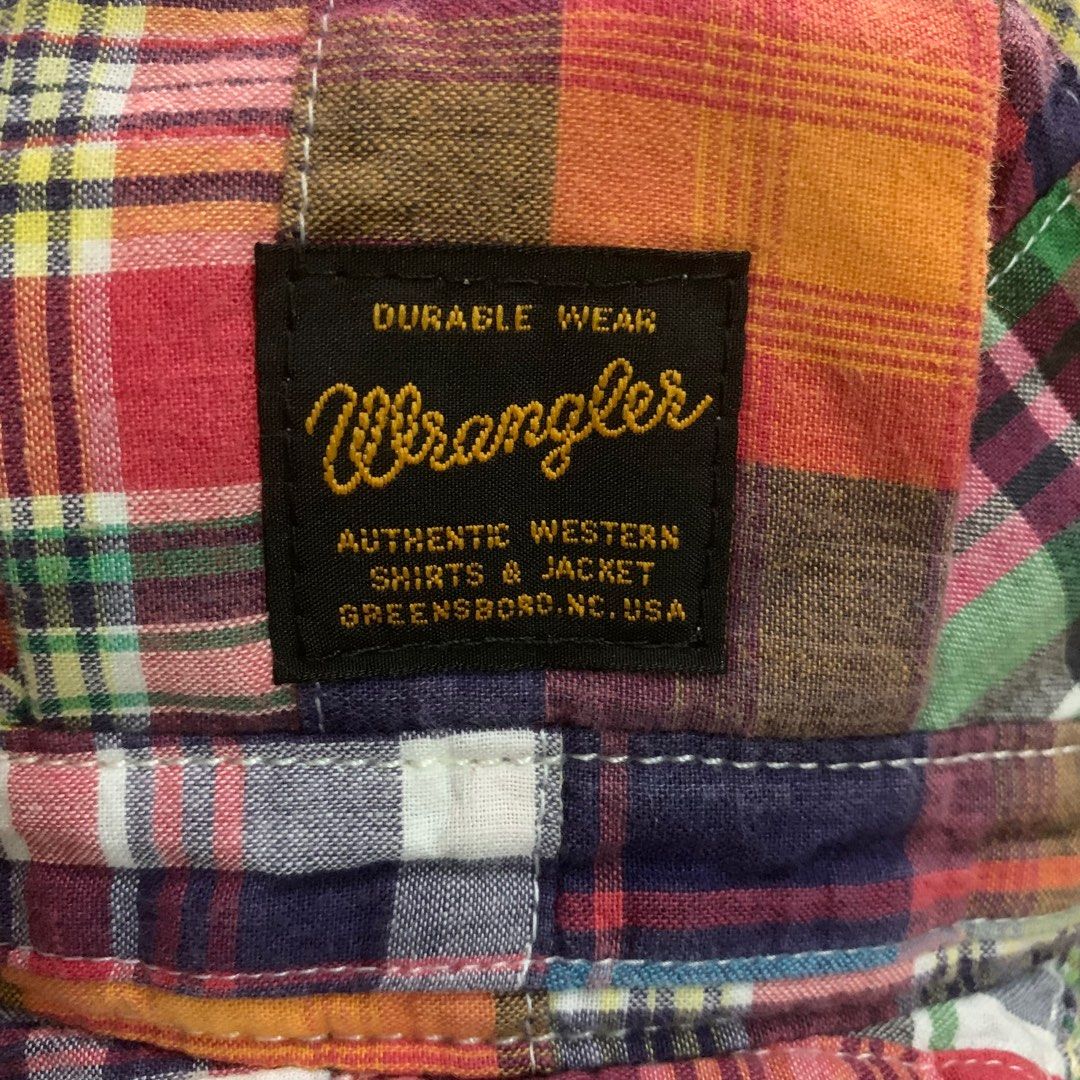 DURABLE WEAR
Wrangler
AUTHENTIC WESTERN
SHIRTS & JACKET
GREENSBORO.NC.USA